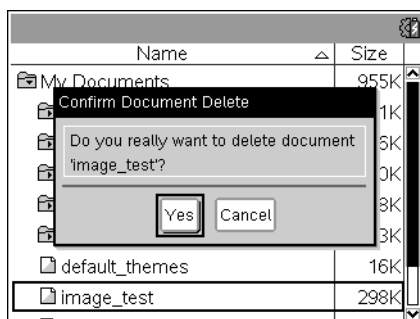 Name Size
My Documents 955K
Confirm Document Delete
1K
Do you really want to delete document
6K
'image_test'?
0K
8K
Yes Cancel
3K
default_themes 16K
image_test 298K